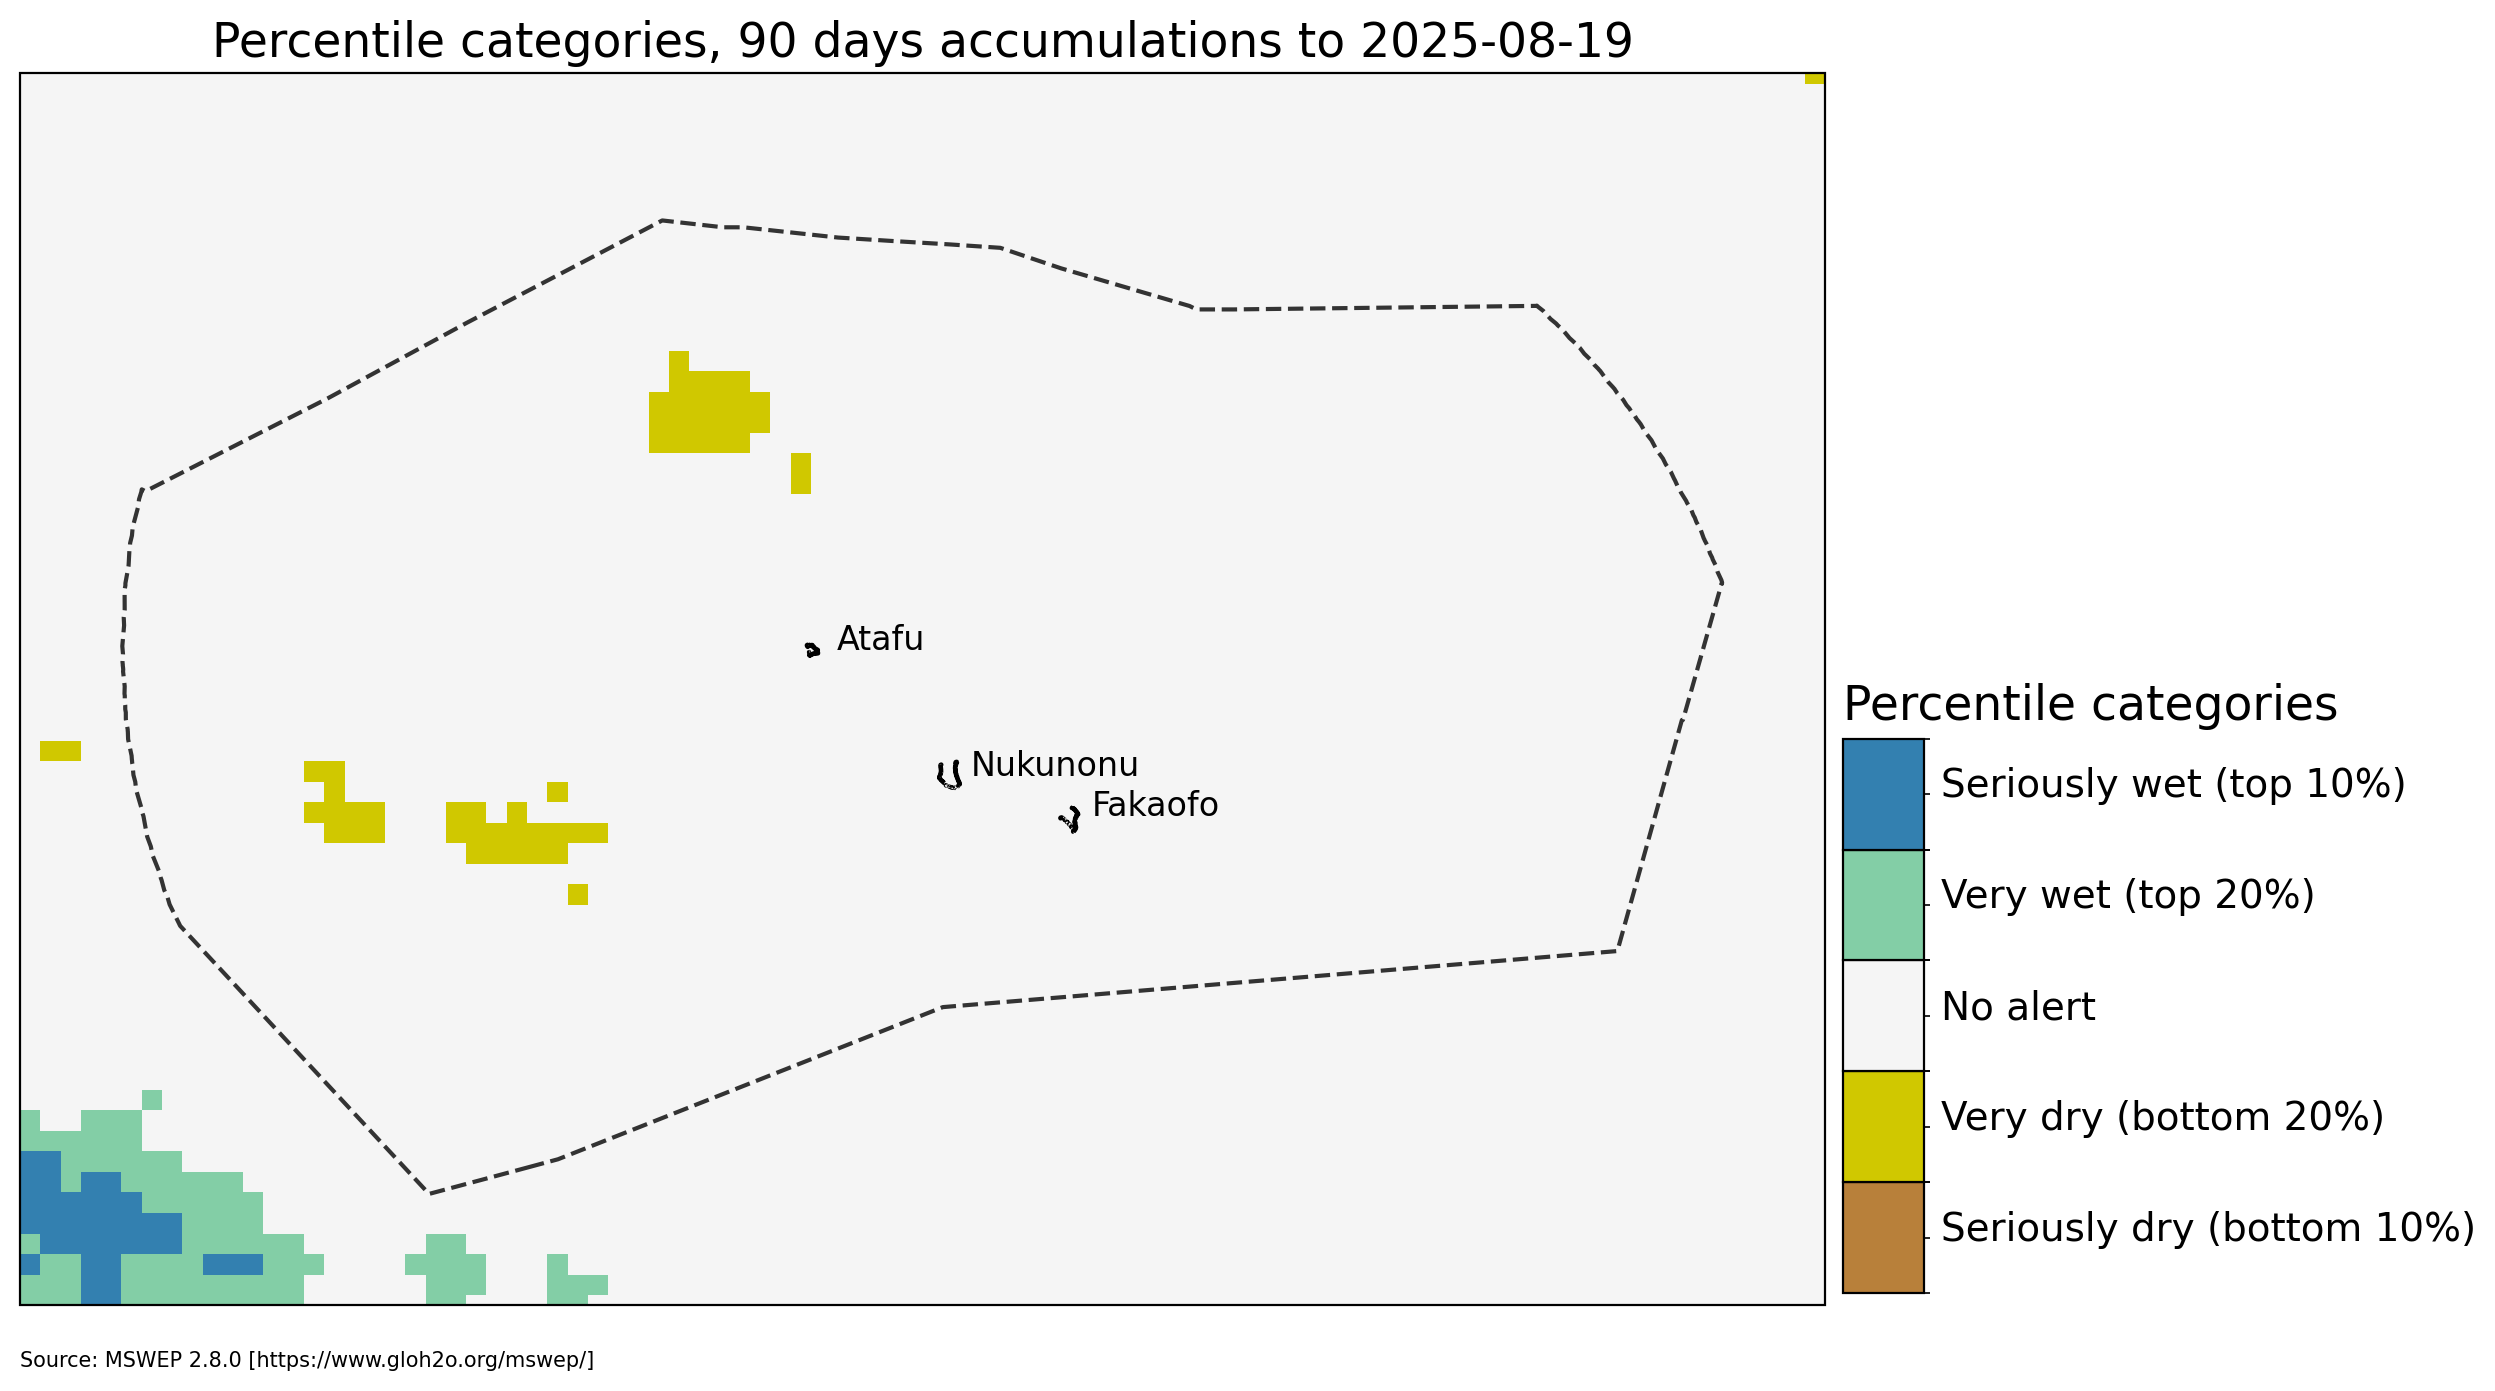 Percentile categories, 90 days accumulations to 2025-08-19
Atafu
Nukunonu
Fakaofo
Percentile categories
Seriously wet (top 10%)
Very wet (top 20%)
No alert
Very dry (bottom 20%)
Seriously dry (bottom 10%)
Source: MSWEP 2.8.0 [https://www.gloh2o.org/mswep/]